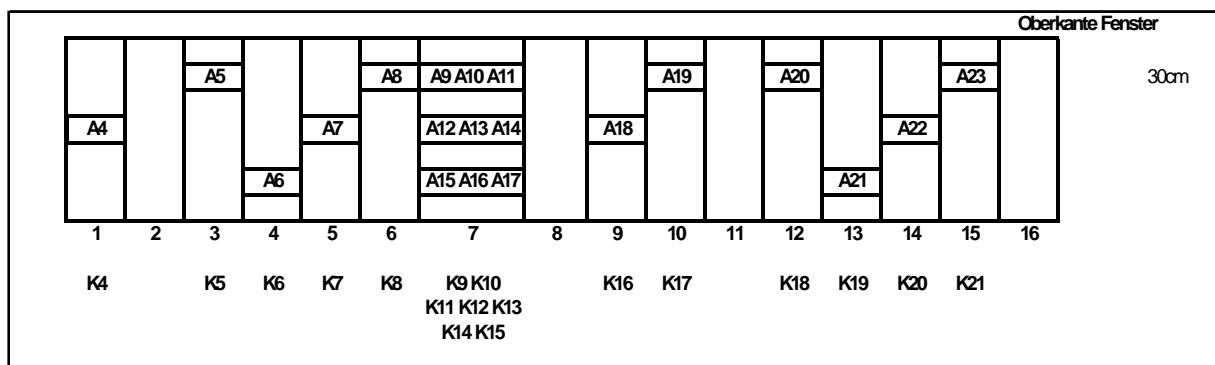 Oberkante Fenster
A5 A8 A9 A10 A11 A19 A20 A23 30cm
A4 A7 A12 A13 A14 A18 A22
A6 A15 A16 A17 A21
1 2 3 4 5 6 7 8 9 10 11 12 13 14 15 16
K4 K5 K6 K7 K8 K9 K10 K16 K17 K18 K19 K20 K21
K11 K12 K13
K14 K15